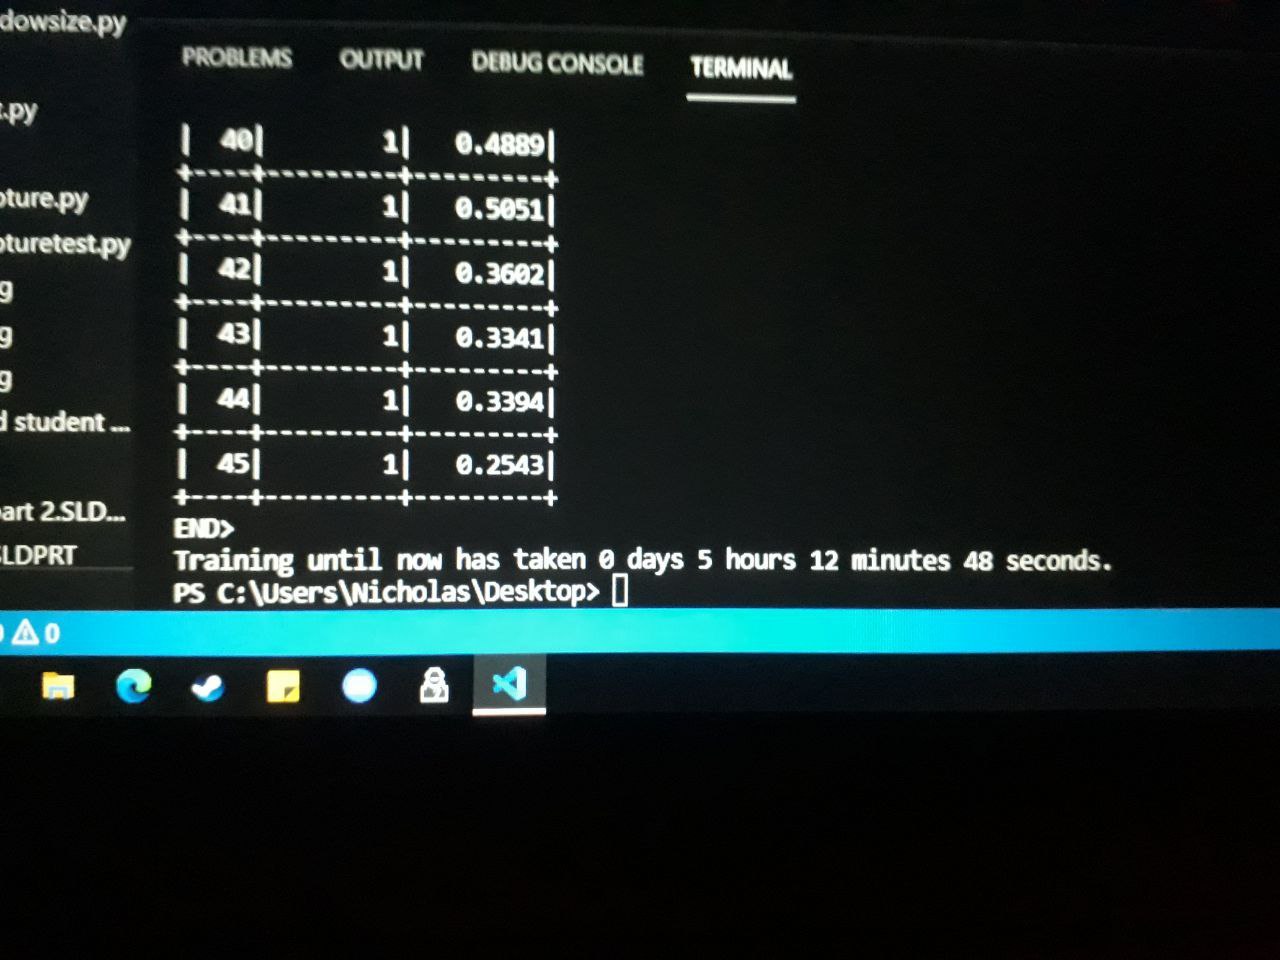 dowsize.py
PROBLEMS OUTPUT DEBUG CONSOLE TERMINAL
.py
| 40| 1| 0.4889|
+----+---------+---------+
pture.py
| 41| 1| 0.5051|
+----+---------+---------+
pturetest.py
| 42| 1| 0.3602|
+----+---------+---------+
g
| 43| 1| 0.3341|
+----+---------+---------+
g
| 44| 1| 0.3394|
+----+---------+---------+
g
d student ...
| 45| 1| 0.2543|
+----+---------+---------+
art 2.SLD...
END>
SLDPRT
Training until now has taken 0 days 5 hours 12 minutes 48 seconds.
PS C:\Users\Nicholas\Desktop>
0